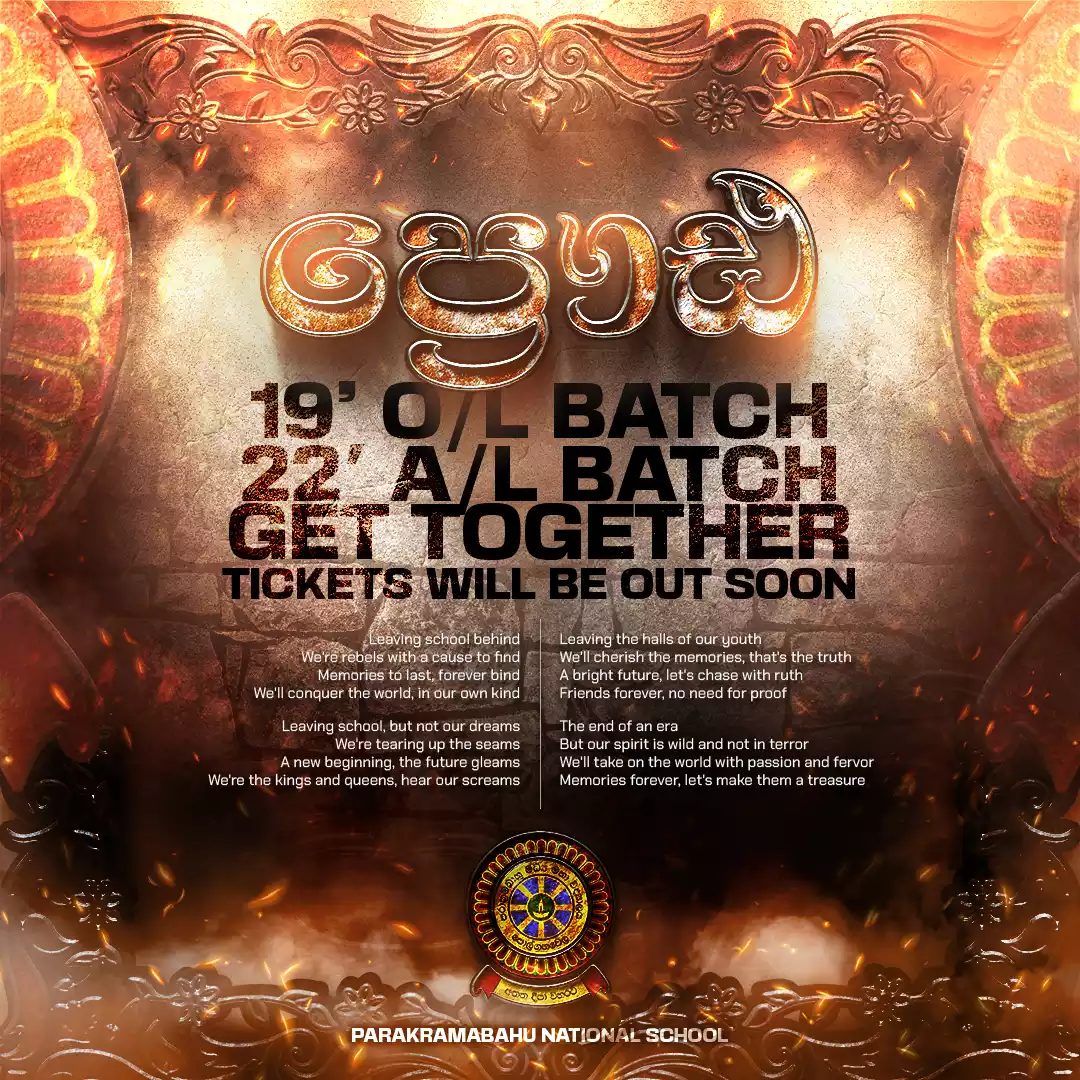 ප්‍රෞඩ්
19' O/L BATCH
22' A/L BATCH
GET TOGETHER
TICKETS WILL BE OUT SOON
Leaving school behind
We're rebels with a cause to find
Memories to last, forever bind
We'll conquer the world, in our own kind
Leaving school, but not our dreams
We're tearing up the seams
A new beginning, the future gleams
We're the kings and queens, hear our screams
Leaving the halls of our youth
We'll cherish the memories, that's the truth
A bright future, let's chase with ruth
Friends forever, no need for proof
The end of an era
But our spirit is wild and not in terror
We'll take on the world with passion and fervor
Memories forever, let's make them a treasure
පොල්ගහවෙල
PARAKRAMABAHU NATIONAL SCHOOL